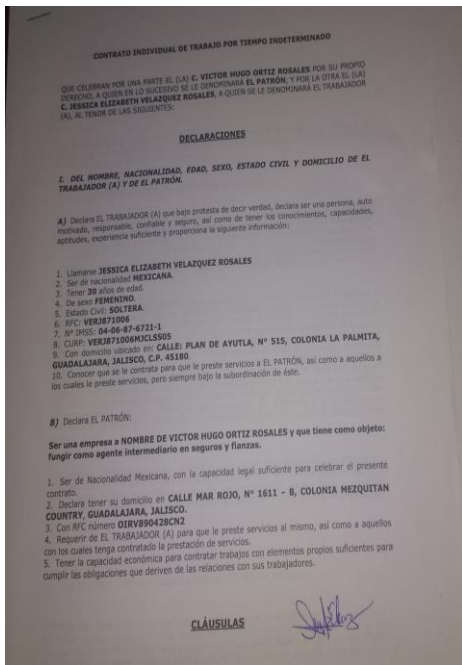 CONTRATO INDIVIDUAL DE TRABAJO POR TIEMPO INDETERMINADO
QUE CELEBRAN POR UNA PARTE EL (LA) C. VICTOR HUGO ORTIZ ROSALES POR SU PROPIO
DERECHO, A QUIEN EN LO SUCESIVO SE LE DENOMINARÁ EL PATRÓN, Y POR LA OTRA EL (LA)
C. JESSICA ELIZABETH VELAZQUEZ ROSALES, A QUIEN SE LE DENOMINARÁ EL TRABAJADOR
(A), AL TENOR DE LAS SIGUIENTES:
DECLARACIONES
I. DEL NOMBRE, NACIONALIDAD, EDAD, SEXO, ESTADO CIVIL Y DOMICILIO DE EL
TRABAJADOR (A) Y DE EL PATRÓN.
A) Declara EL TRABAJADOR (A) que bajo protesta de decir verdad, declara ser una persona, auto
motivado, responsable, confiable y seguro, así como de tener los conocimientos, capacidades,
aptitudes, experiencia suficiente y proporciona la siguiente información:
1. Llamarse JESSICA ELIZABETH VELAZQUEZ ROSALES
2. Ser de nacionalidad MEXICANA.
3. Tener 30 años de edad.
4. De sexo FEMENINO.
5. Estado Civil: SOLTERA.
6. RFC: VERJ871006
7. Nº IMSS: 04-06-87-6721-1
8. CURP: VERJ871006MJCLSS05
9. Con domicilio ubicado en: CALLE: PLAN DE AYUTLA, Nº 515, COLONIA LA PALMITA,
GUADALAJARA, JALISCO, C.P. 45180.
10. Conocer que se le contrata para que le preste servicios a EL PATRÓN, así como a aquellos a
los cuales le preste servicios, pero siempre bajo la subordinación de éste.
B) Declara EL PATRÓN:
Ser una empresa a NOMBRE DE VICTOR HUGO ORTIZ ROSALES y que tiene como objeto:
fungir como agente intermediario en seguros y fianzas.
1. Ser de Nacionalidad Mexicana, con la capacidad legal suficiente para celebrar el presente
contrato.
2. Declara tener su domicilio en CALLE MAR ROJO, Nº 1611 – B, COLONIA MEZQUITAN
COUNTRY, GUADALAJARA, JALISCO.
3. Con RFC número OIRV890428CN2
4. Requerir de EL TRABAJADOR (A) para que le preste servicios al mismo, así como a aquellos
con los cuales tenga contratado la prestación de servicios.
5. Tener la capacidad económica para contratar trabajos con elementos propios suficientes para
cumplir las obligaciones que deriven de las relaciones con sus trabajadores.
CLÁUSULAS